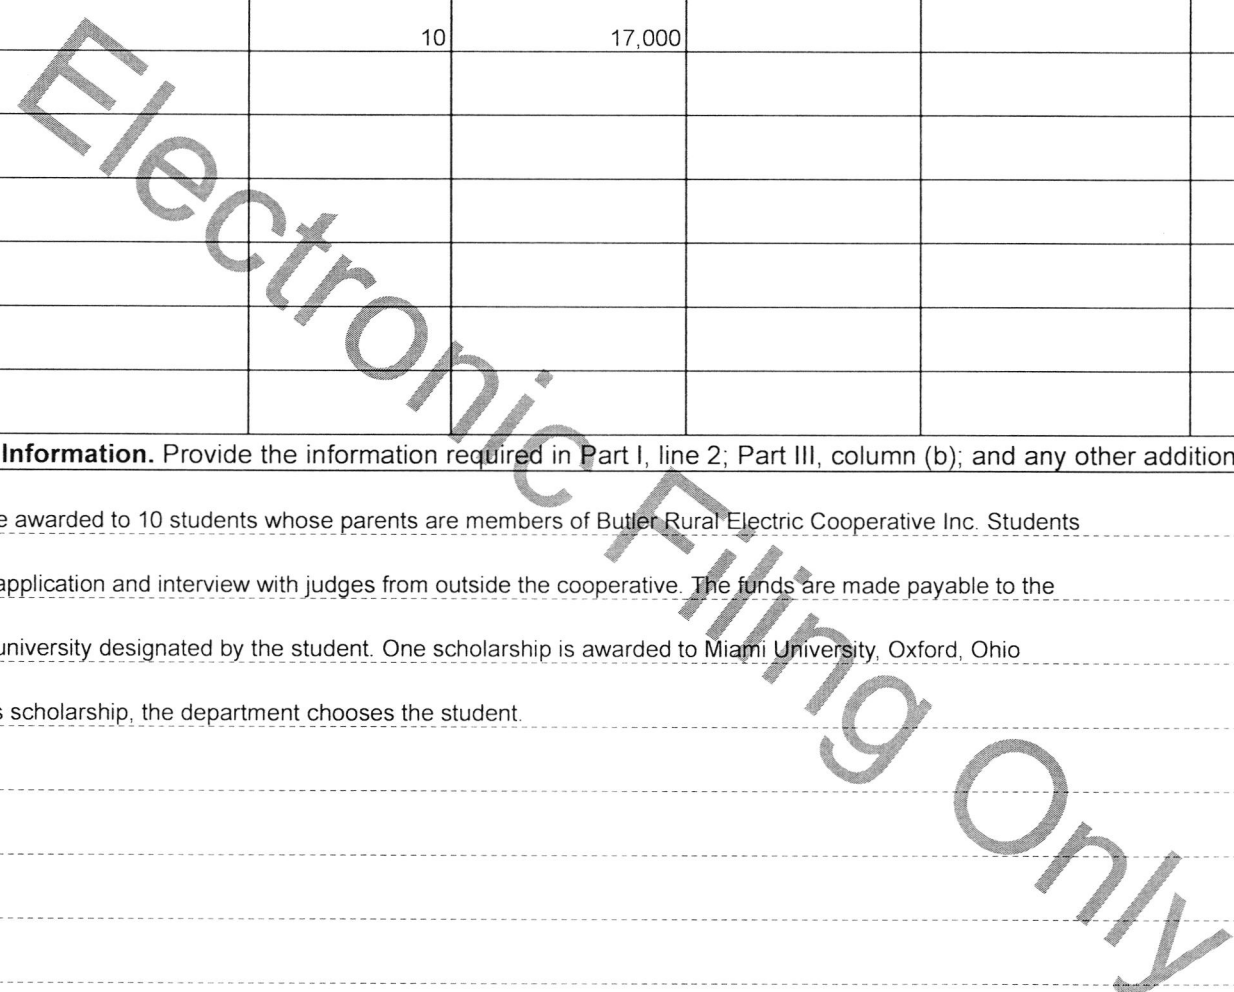 10 17,000
Information. Provide the information required in Part I, line 2; Part III, column (b); and any other addition
e awarded to 10 students whose parents are members of Butler Rural Electric Cooperative Inc. Students
application and interview with judges from outside the cooperative. The funds are made payable to the
university designated by the student. One scholarship is awarded to Miami University, Oxford, Ohio
s scholarship, the department chooses the student.
Electronic Filing Only